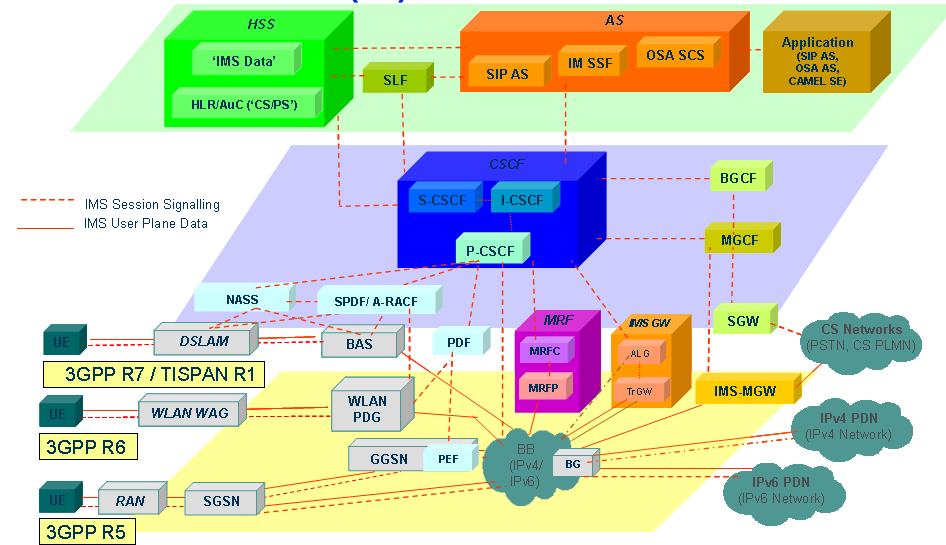 HSS
AS
'IMS Data'
HLR/AuC ('CS/PS')
SLF
SIP AS
IM SSF
OSA SCS
Application
(SIP AS,
OSA AS,
CAMEL SE)
CSCF
S-CSCF
I-CSCF
P-CSCF
BGCF
MGCF
SGW
IMS Session Signalling
IMS User Plane Data
NASS
SPDF/ A-RACF
UE
DSLAM
BAS
PDF
MRF
MRFC
MRFP
IMS GW
ALG
TrGW
IMS-MGW
CS Networks
(PSTN, CS PLMN)
3GPP R7 / TISPAN R1
UE
WLAN WAG
WLAN
PDG
3GPP R6
GGSN
PEF
BB
(IPv4/
IPv6)
BG
IPv4 PDN
(IPv4 Network)
IPv6 PDN
(IPv6 Network)
UE
RAN
SGSN
3GPP R5